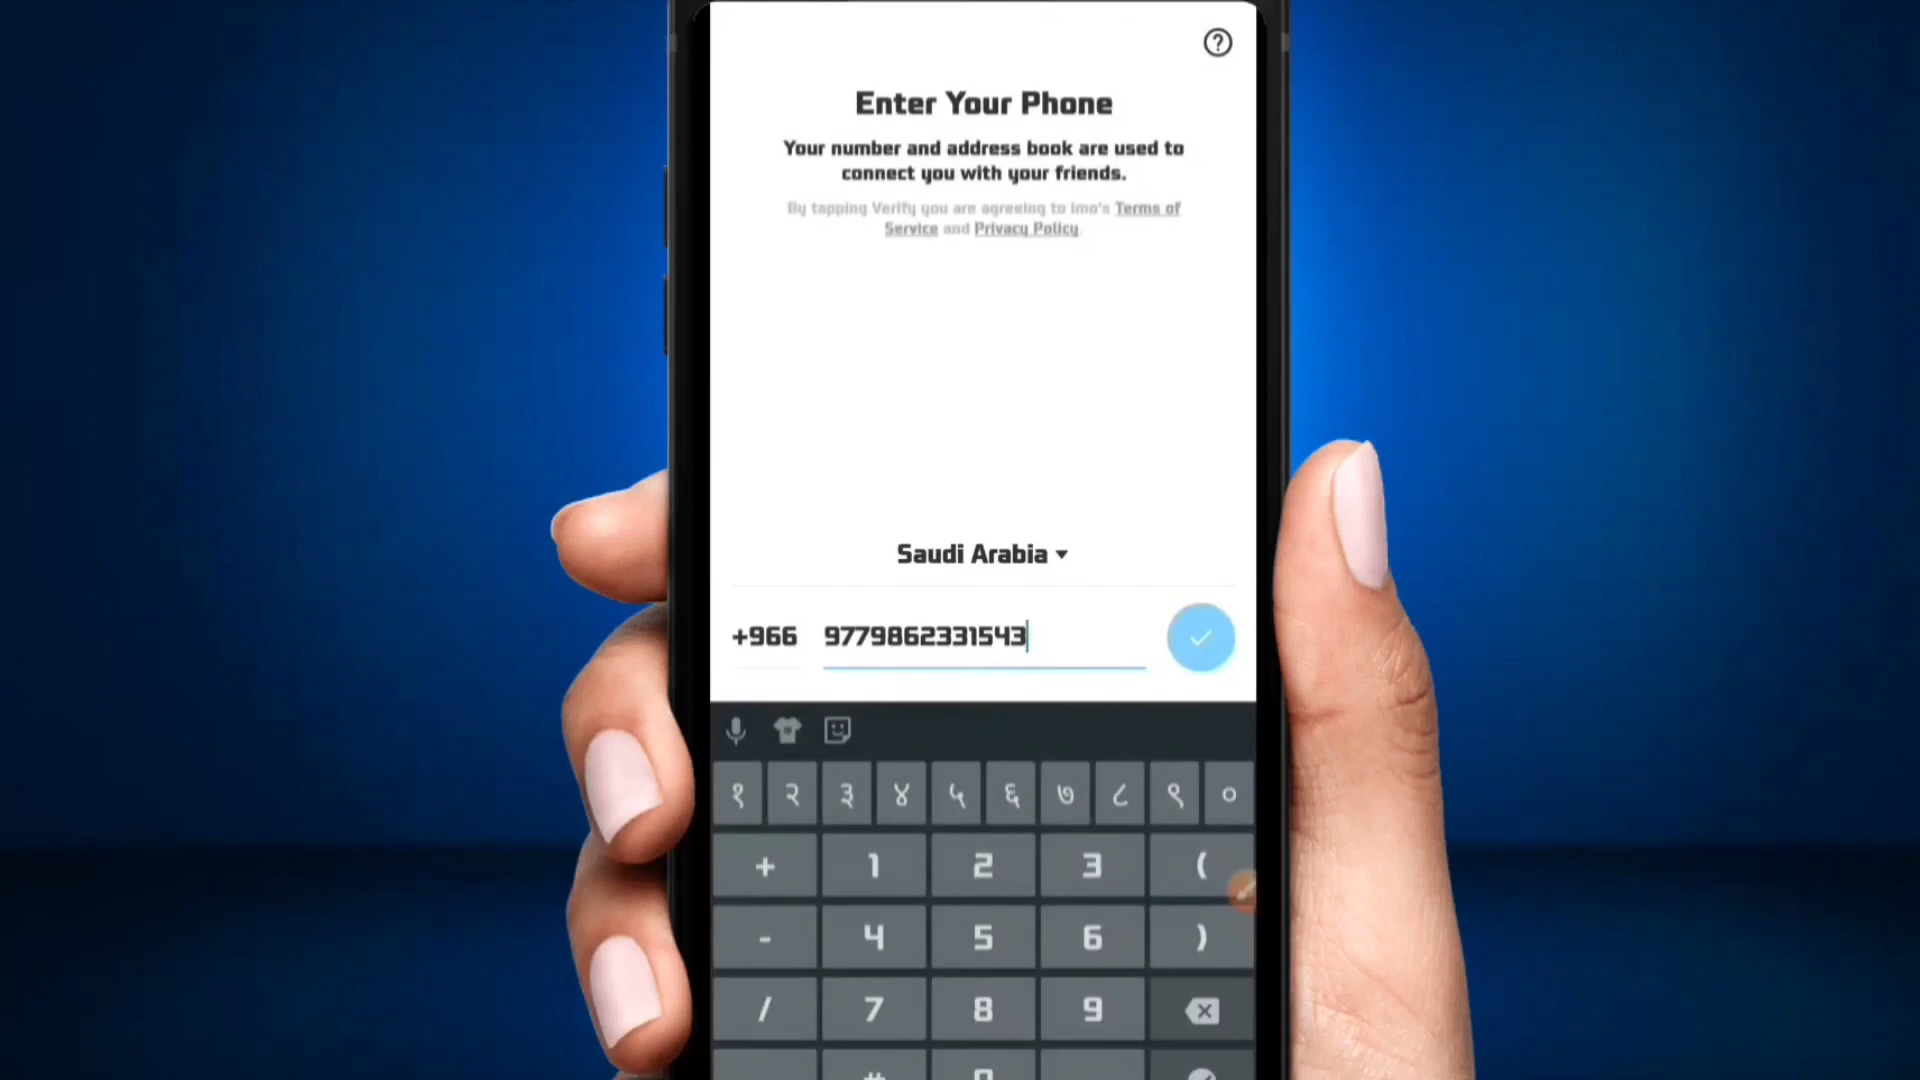 Enter Your Phone
Your number and address book are used to
connect you with your friends.
By tapping Verify you are agreeing to imo's Terms of
Service and Privacy Policy.
Saudi Arabia
+966 9779862331543
१ २ ३ ४ ५ ६ ७ ८ ९ ०
+ 1 2 3 (
- 4 5 6 )
/ 7 8 9